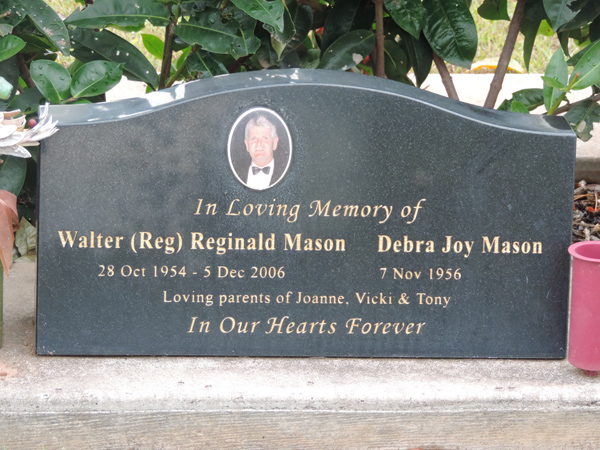 In Loving Memory of
Walter (Reg) Reginald Mason Debra Joy Mason
28 Oct 1954 - 5 Dec 2006 7 Nov 1956
Loving parents of Joanne, Vicki & Tony
In Our Hearts Forever